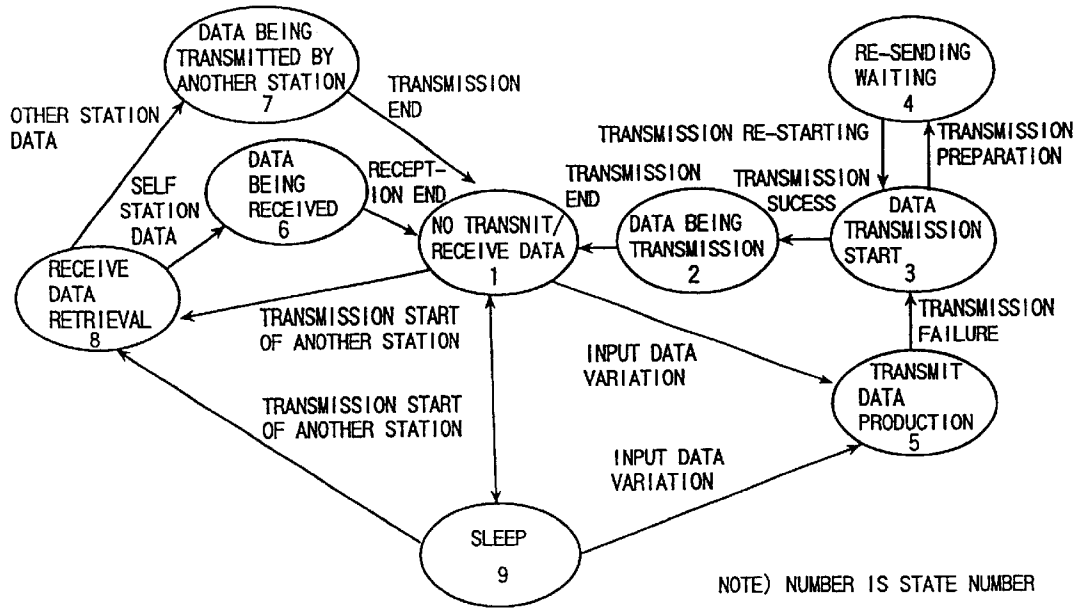 DATA BEING
TRANSMITTED BY
ANOTHER STATION
7
OTHER STATION
DATA
TRANSMISSION
END
RE-SENDING
WAITING
4
TRANSMISSION RE-STARTING
TRANSMISSION
PREPARATION
DATA
BEING
RECEIVED
6
SELF
STATION
DATA
RECEPT-
ION END
NO TRANSNIT/
RECEIVE DATA
1
TRANSMISSION
END
DATA BEING
TRANSMISSION
2
TRANSMISSION
SUCESS
DATA
TRANSMISSION
START
3
RECEIVE
DATA
RETRIEVAL
8
TRANSMISSION START
OF ANOTHER STATION
TRANSMISSION
FAILURE
INPUT DATA
VARIATION
TRANSMIT
DATA
PRODUCTION
5
TRANSMISSION START
OF ANOTHER STATION
INPUT DATA
VARIATION
SLEEP
9
NOTE) NUMBER IS STATE NUMBER